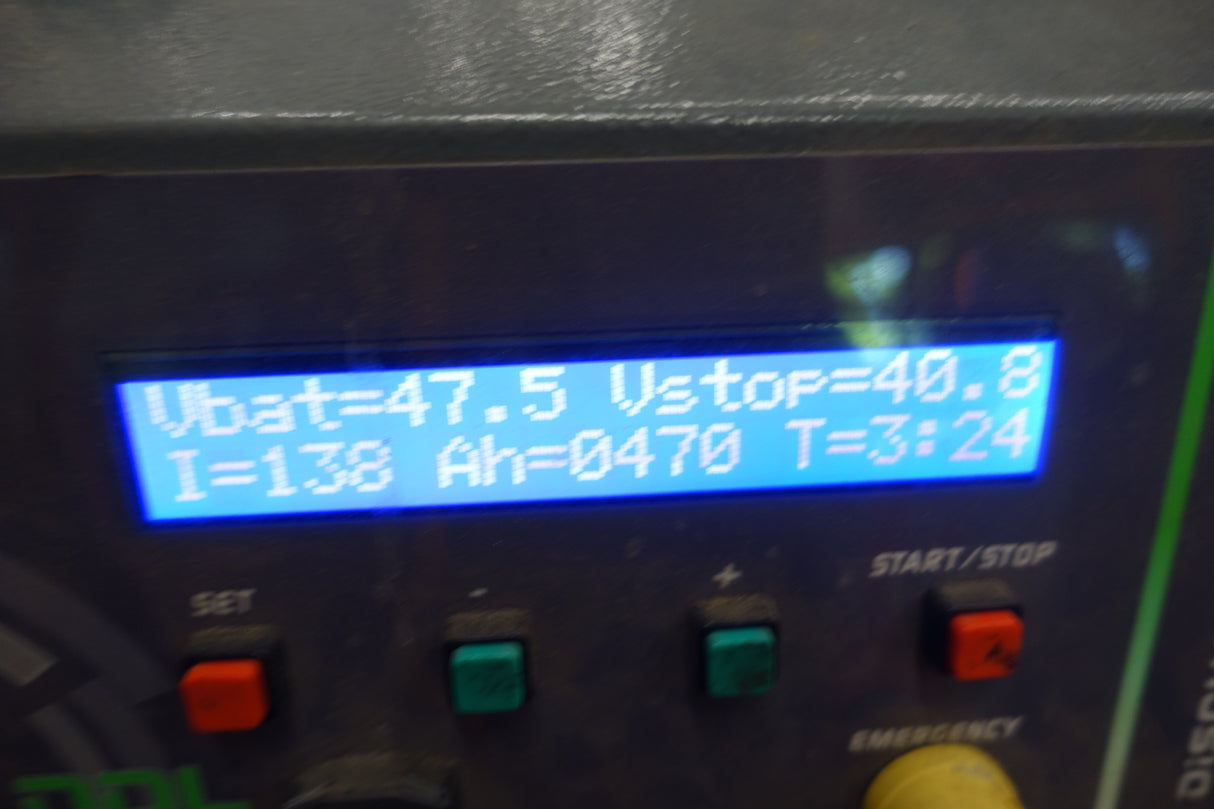 Vbat=47.5 Vstop=40.8
I=138 Ah=0470 T=3:24
START/STOP
SET - +
EMERGENCY